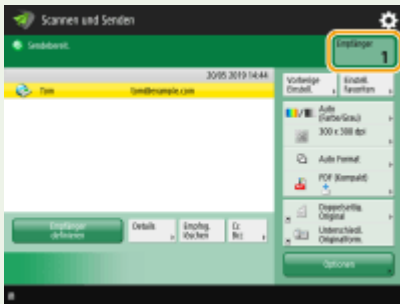 Scannen und Senden
Sendebereit.
Empfänger
1
20/05 2019 14:44
Tom
tom@example.com
Vorherige
Einstell.
Einstell.
Favoriten
Auto
(Farbe/Grau)
300 x 300 dpi
Auto Format
PDF (Kompakt)
Doppelseitig.
Original
Unterschiedl.
Originalform.
Empfänger
definieren
Details
Empfng.
löschen
Cc
Bcc
Optionen